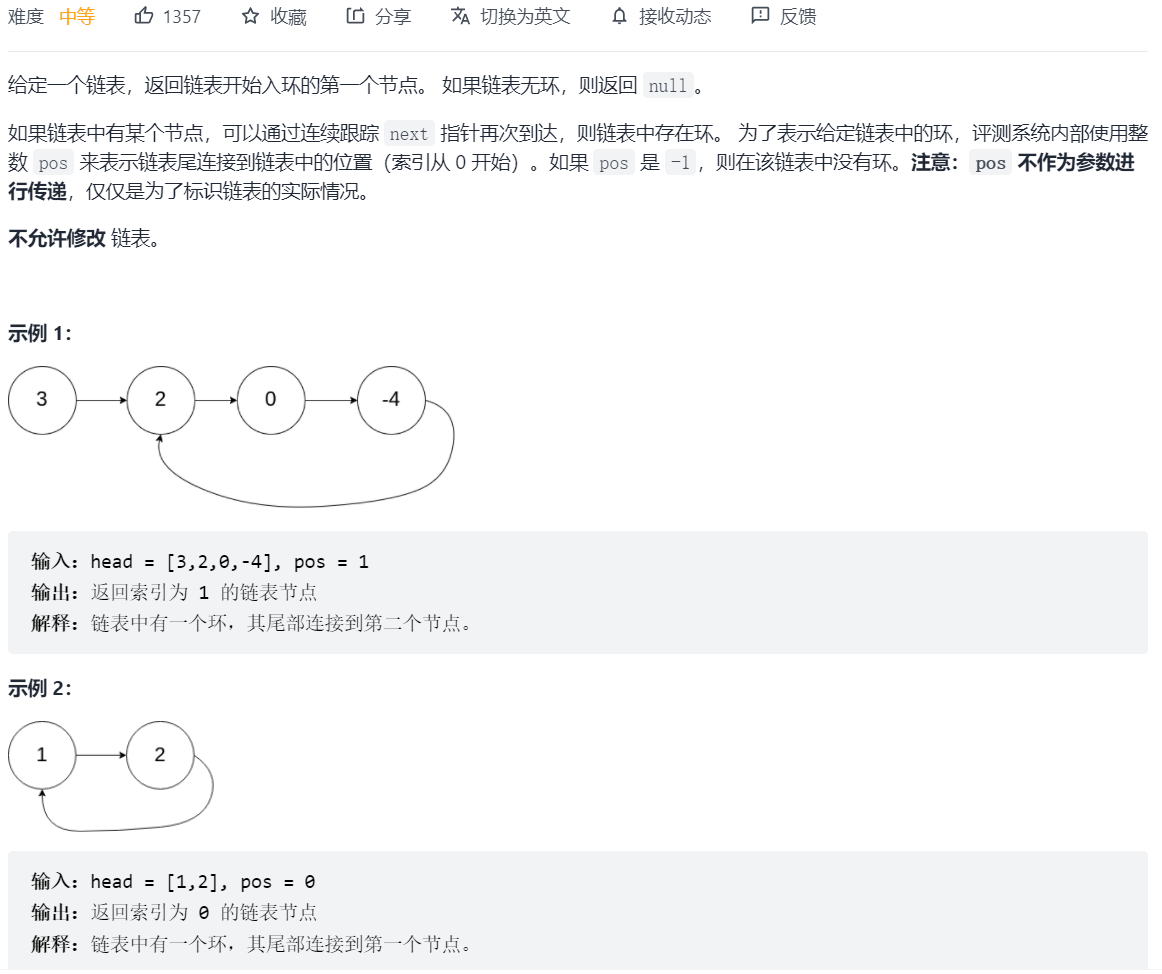 难度 中等 1357 收藏 分享 切换为英文 接收动态 反馈
给定一个链表，返回链表开始入环的第一个节点。 如果链表无环，则返回 null。
如果链表中有某个节点，可以通过连续跟踪 next 指针再次到达，则链表中存在环。 为了表示给定链表中的环，评测系统内部使用整
数 pos 来表示链表尾连接到链表中的位置（索引从 0 开始）。如果 pos 是 -1，则在该链表中没有环。注意：pos 不作为参数进
行传递，仅仅是为了标识链表的实际情况。
不允许修改 链表。
示例 1：
3 2 0 -4
输入：head = [3,2,0,-4], pos = 1
输出：返回索引为 1 的链表节点
解释：链表中有一个环，其尾部连接到第二个节点。
示例 2：
1 2
输入：head = [1,2], pos = 0
输出：返回索引为 0 的链表节点
解释：链表中有一个环，其尾部连接到第一个节点。